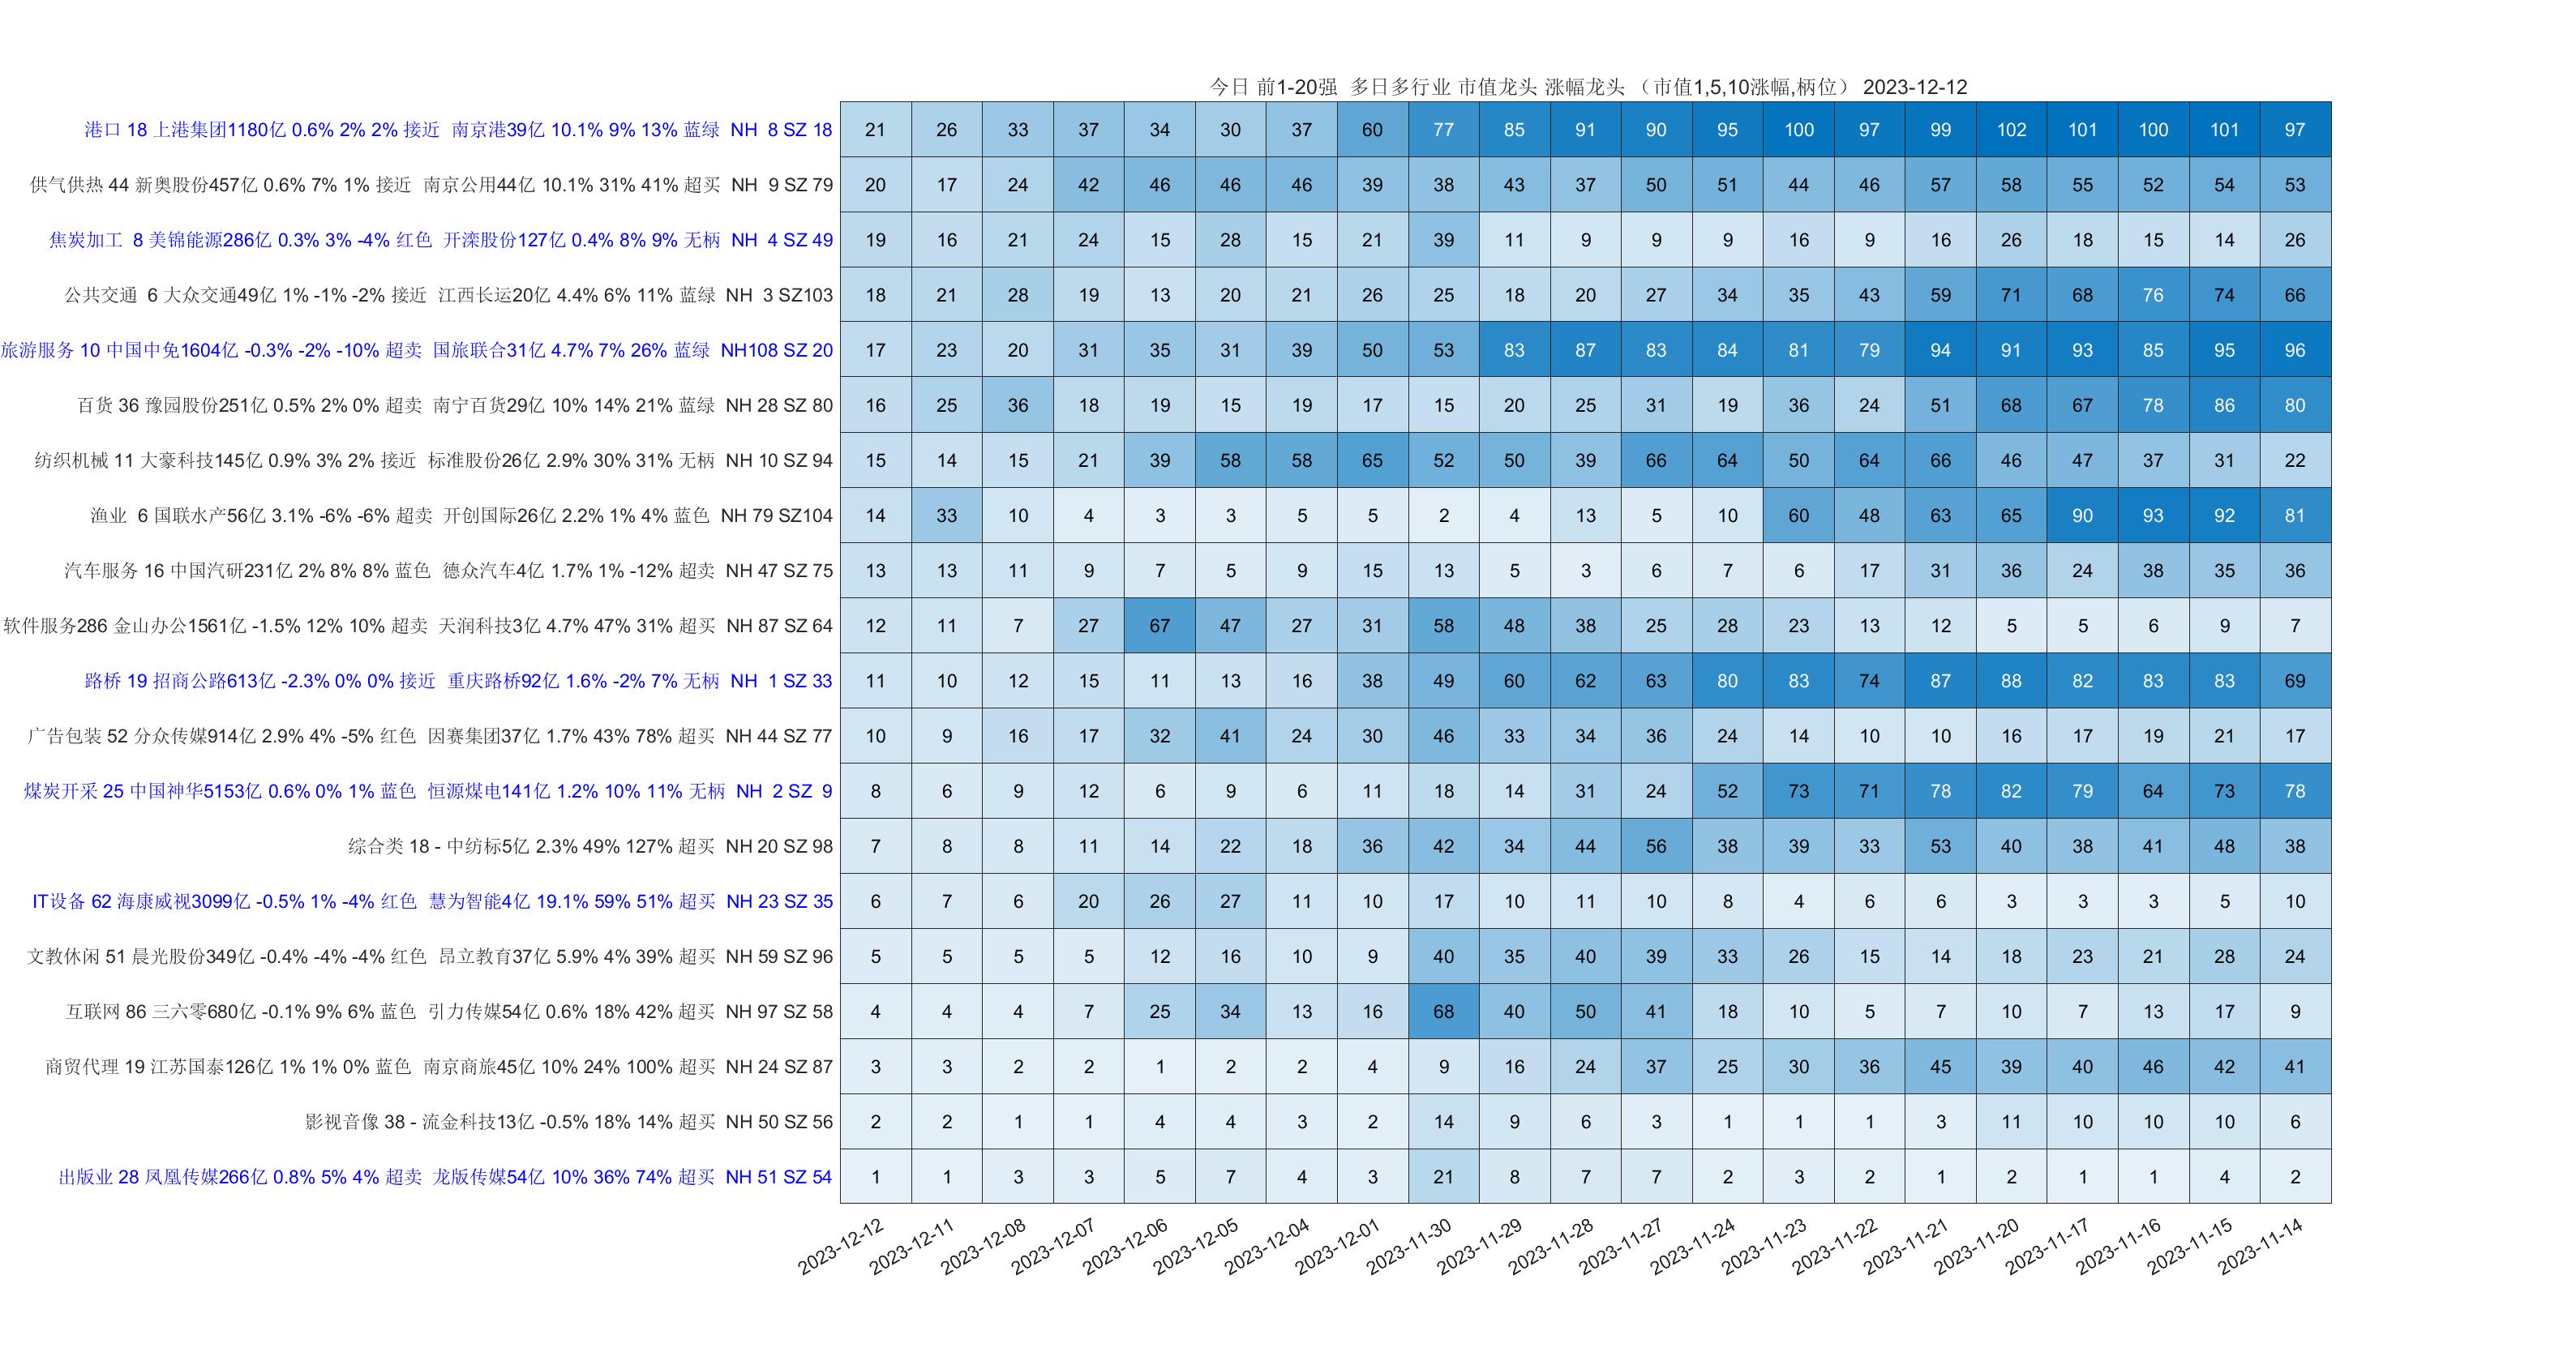 今日 前1-20强 多日多行业 市值龙头 涨幅龙头 （市值1,5,10涨幅,柄位） 2023-12-12
港口 18 上港集团1180亿 0.6% 2% 2% 接近 南京港39亿 10.1% 9% 13% 蓝绿 NH 8 SZ 18 21 26 33 37 34 30 37 60 77 85 91 90 95 100 97 99 102 101 100 101 97
供气供热 44 新奥股份457亿 0.6% 7% 1% 接近 南京公用44亿 10.1% 31% 41% 超买 NH 9 SZ 79 20 17 24 42 46 46 46 39 38 43 37 50 51 44 46 57 58 55 52 54 53
焦炭加工 8 美锦能源286亿 0.3% 3% -4% 红色 开滦股份127亿 0.4% 8% 9% 无柄 NH 4 SZ 49 19 16 21 24 15 28 15 21 39 11 9 9 9 16 9 16 26 18 15 14 26
公共交通 6 大众交通49亿 1% -1% -2% 接近 江西长运20亿 4.4% 6% 11% 蓝绿 NH 3 SZ103 18 21 28 19 13 20 21 26 25 18 20 27 34 35 43 59 71 68 76 74 66
旅游服务 10 中国中免1604亿 -0.3% -2% -10% 超卖 国旅联合31亿 4.7% 7% 26% 蓝绿 NH108 SZ 20 17 23 20 31 35 31 39 50 53 83 87 83 84 81 79 94 91 93 85 95 96
百货 36 豫园股份251亿 0.5% 2% 0% 超卖 南宁百货29亿 10% 14% 21% 蓝绿 NH 28 SZ 80 16 25 36 18 19 15 19 17 15 20 25 31 19 36 24 51 68 67 78 86 80
纺织机械 11 大豪科技145亿 0.9% 3% 2% 接近 标准股份26亿 2.9% 30% 31% 无柄 NH 10 SZ 94 15 14 15 21 39 58 58 65 52 50 39 66 64 50 64 66 46 47 37 31 22
渔业 6 国联水产56亿 3.1% -6% -6% 超卖 开创国际26亿 2.2% 1% 4% 蓝色 NH 79 SZ104 14 33 10 4 3 3 5 5 2 4 13 5 10 60 48 63 65 90 93 92 81
汽车服务 16 中国汽研231亿 2% 8% 8% 蓝色 德众汽车4亿 1.7% 1% -12% 超卖 NH 47 SZ 75 13 13 11 9 7 5 9 15 13 5 3 6 7 6 17 31 36 24 38 35 36
软件服务286 金山办公1561亿 -1.5% 12% 10% 超卖 天润科技3亿 4.7% 47% 31% 超买 NH 87 SZ 64 12 11 7 27 67 47 27 31 58 48 38 25 28 23 13 12 5 5 6 9 7
路桥 19 招商公路613亿 -2.3% 0% 0% 接近 重庆路桥92亿 1.6% -2% 7% 无柄 NH 1 SZ 33 11 10 12 15 11 13 16 38 49 60 62 63 80 83 74 87 88 82 83 83 69
广告包装 52 分众传媒914亿 2.9% 4% -5% 红色 因赛集团37亿 1.7% 43% 78% 超买 NH 44 SZ 77 10 9 16 17 32 41 24 30 46 33 34 36 24 14 10 10 16 17 19 21 17
煤炭开采 25 中国神华5153亿 0.6% 0% 1% 蓝色 恒源煤电141亿 1.2% 10% 11% 无柄 NH 2 SZ 9 8 6 9 12 6 9 6 11 18 14 31 24 52 73 71 78 82 79 64 73 78
综合类 18 - 中纺标5亿 2.3% 49% 127% 超买 NH 20 SZ 98 7 8 8 11 14 22 18 36 42 34 44 56 38 39 33 53 40 38 41 48 38
IT设备 62 海康威视3099亿 -0.5% 1% -4% 红色 慧为智能4亿 19.1% 59% 51% 超买 NH 23 SZ 35 6 7 6 20 26 27 11 10 17 10 11 10 8 4 6 6 3 3 3 5 10
文教休闲 51 晨光股份349亿 -0.4% -4% -4% 红色 昂立教育37亿 5.9% 4% 39% 超买 NH 59 SZ 96 5 5 5 5 12 16 10 9 40 35 40 39 33 26 15 14 18 23 21 28 24
互联网 86 三六零680亿 -0.1% 9% 6% 蓝色 引力传媒54亿 0.6% 18% 42% 超买 NH 97 SZ 58 4 4 4 7 25 34 13 16 68 40 50 41 18 10 5 7 10 7 13 17 9
商贸代理 19 江苏国泰126亿 1% 1% 0% 蓝色 南京商旅45亿 10% 24% 100% 超买 NH 24 SZ 87 3 3 2 2 1 2 2 4 9 16 24 37 25 30 36 45 39 40 46 42 41
影视音像 38 - 流金科技13亿 -0.5% 18% 14% 超买 NH 50 SZ 56 2 2 1 1 4 4 3 2 14 9 6 3 1 1 1 3 11 10 10 10 6
出版业 28 凤凰传媒266亿 0.8% 5% 4% 超卖 龙版传媒54亿 10% 36% 74% 超买 NH 51 SZ 54 1 1 3 3 5 7 4 3 21 8 7 7 2 3 2 1 2 1 1 4 2
2023-12-12 2023-12-11 2023-12-08 2023-12-07 2023-12-06 2023-12-05 2023-12-04 2023-12-01 2023-11-30 2023-11-29 2023-11-28 2023-11-27 2023-11-24 2023-11-23 2023-11-22 2023-11-21 2023-11-20 2023-11-17 2023-11-16 2023-11-15 2023-11-14